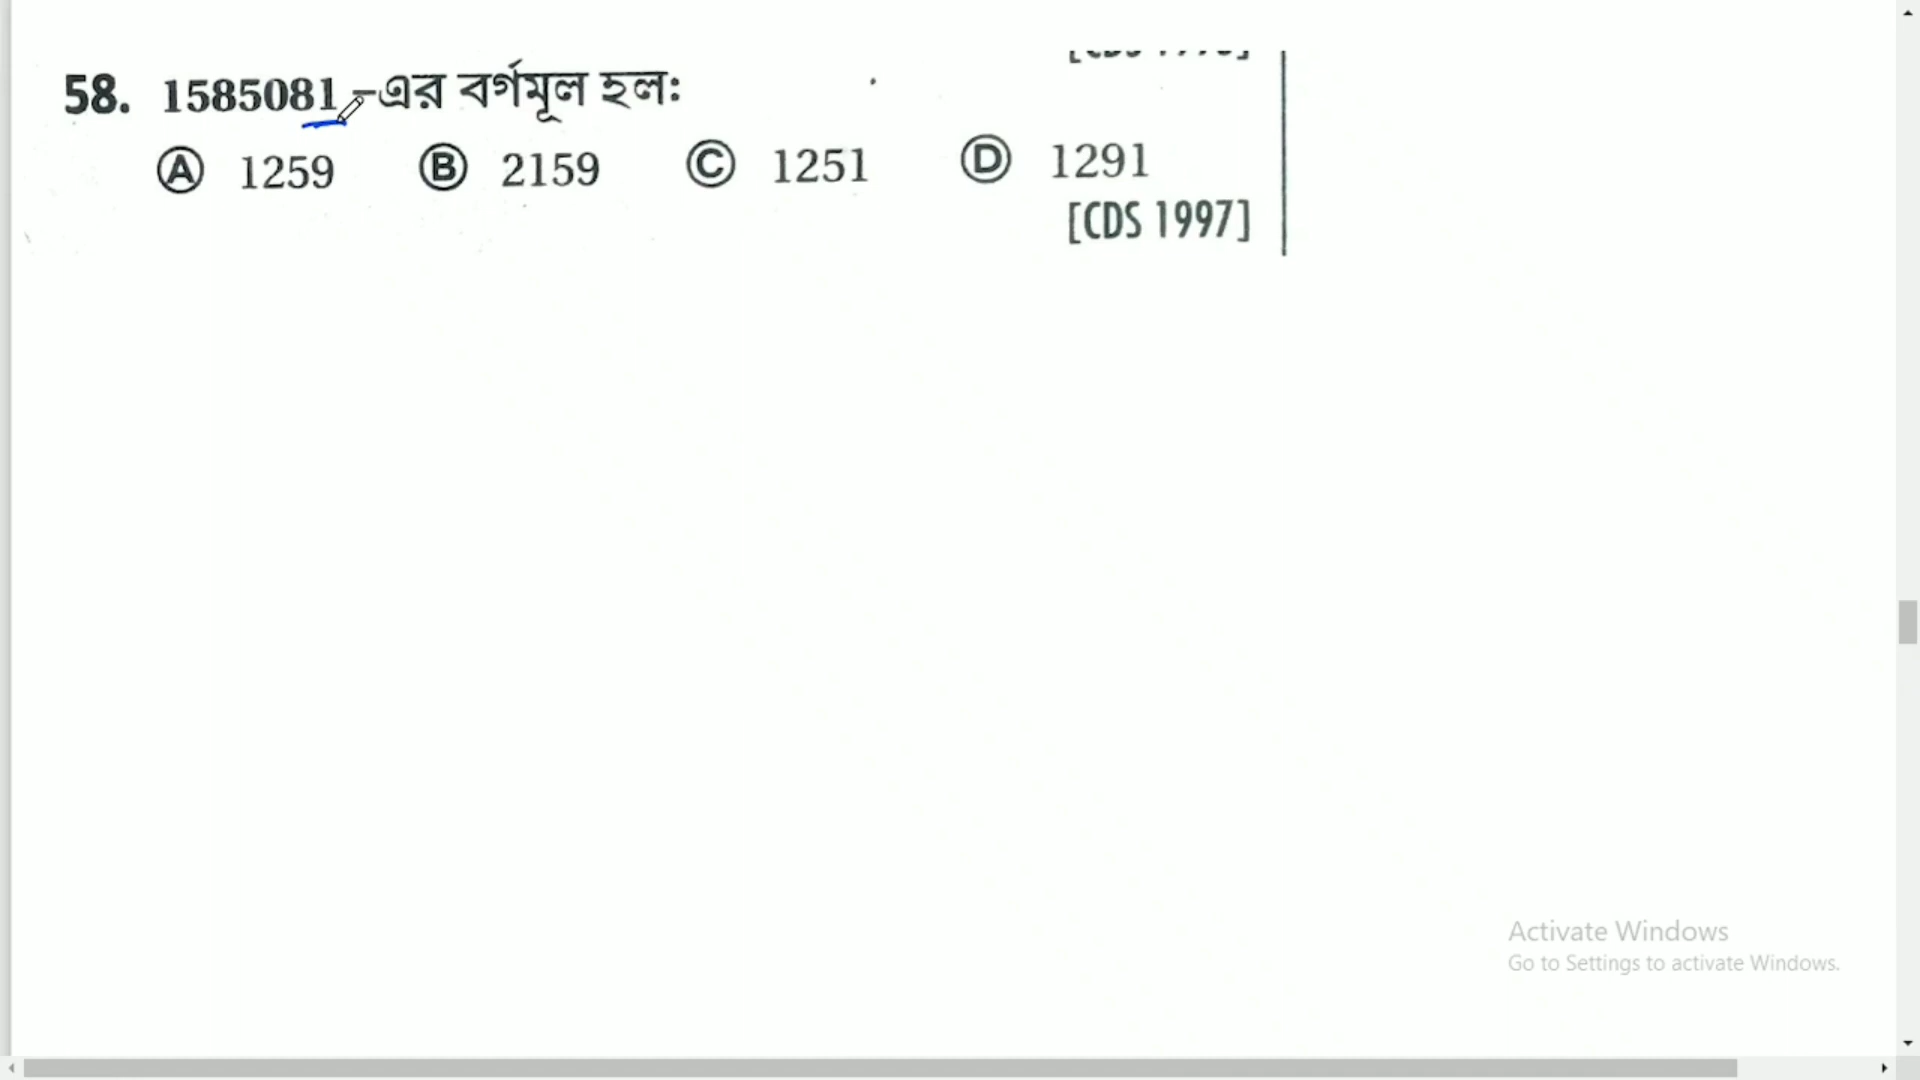 58. 1585081 -এর বর্গমূল হল:
Ⓐ 1259 Ⓑ 2159 Ⓒ 1251 Ⓓ 1291
[CDS 1997]
Activate Windows
Go to Settings to activate Windows.